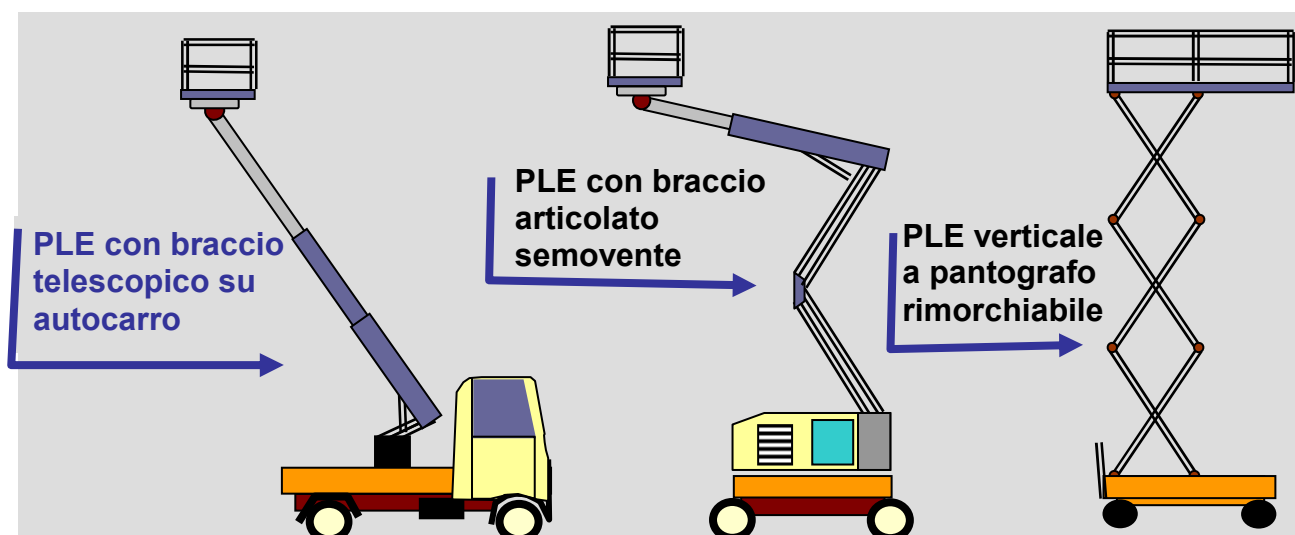 PLE con braccio
telescopico su
autocarro
PLE con braccio
articolato
semovente
PLE verticale
a pantografo
rimorchiabile